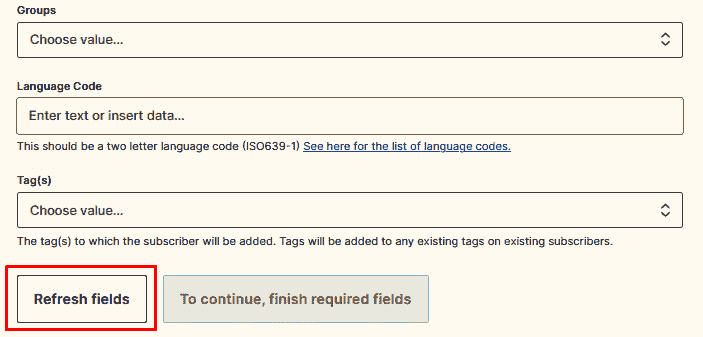 Groups
Choose value...
Language Code
Enter text or insert data...
This should be a two letter language code (ISO639-1) See here for the list of language codes.
Tag(s)
Choose value...
The tag(s) to which the subscriber will be added. Tags will be added to any existing tags on existing subscribers.
Refresh fields
To continue, finish required fields